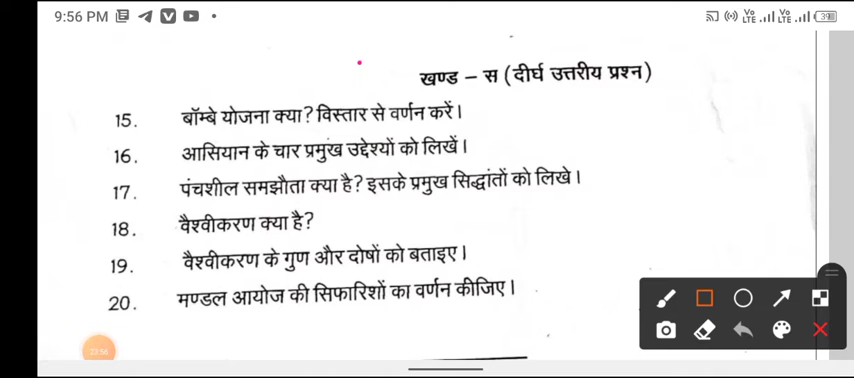 9:56 PM
खण्ड – स (दीर्घ उत्तरीय प्रश्न)
15. बॉम्बे योजना क्या? विस्तार से वर्णन करें।
16. आसियान के चार प्रमुख उद्देश्यों को लिखें।
17. पंचशील समझौता क्या है? इसके प्रमुख सिद्धांतों को लिखे।
18. वैश्वीकरण क्या है?
19. वैश्वीकरण के गुण और दोषों को बताइए।
20. मण्डल आयोज की सिफारिशों का वर्णन कीजिए।